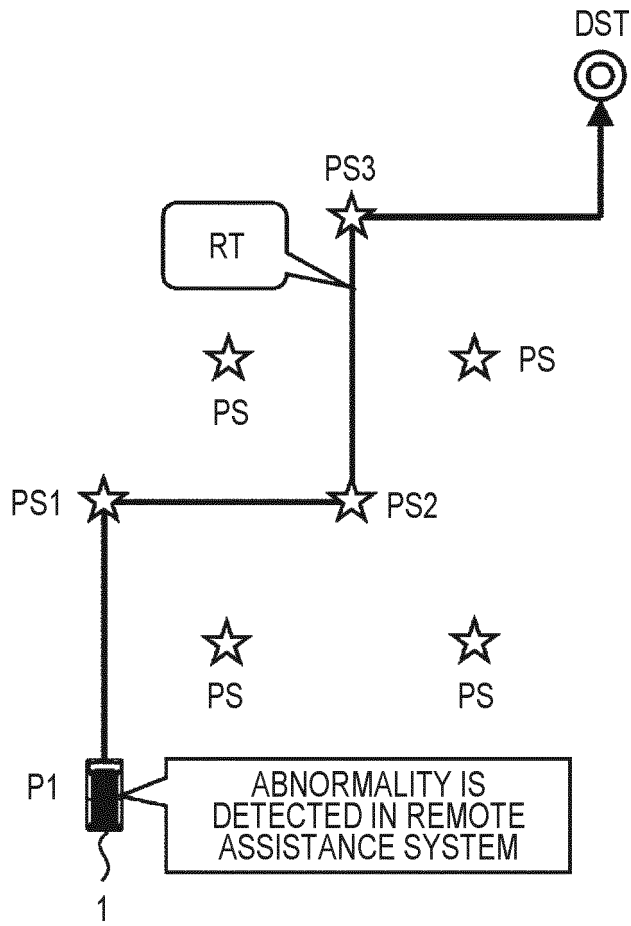 DST
PS3
RT
PS
PS
PS1
PS2
PS
PS
P1
ABNORMALITY IS
DETECTED IN REMOTE
ASSISTANCE SYSTEM
1